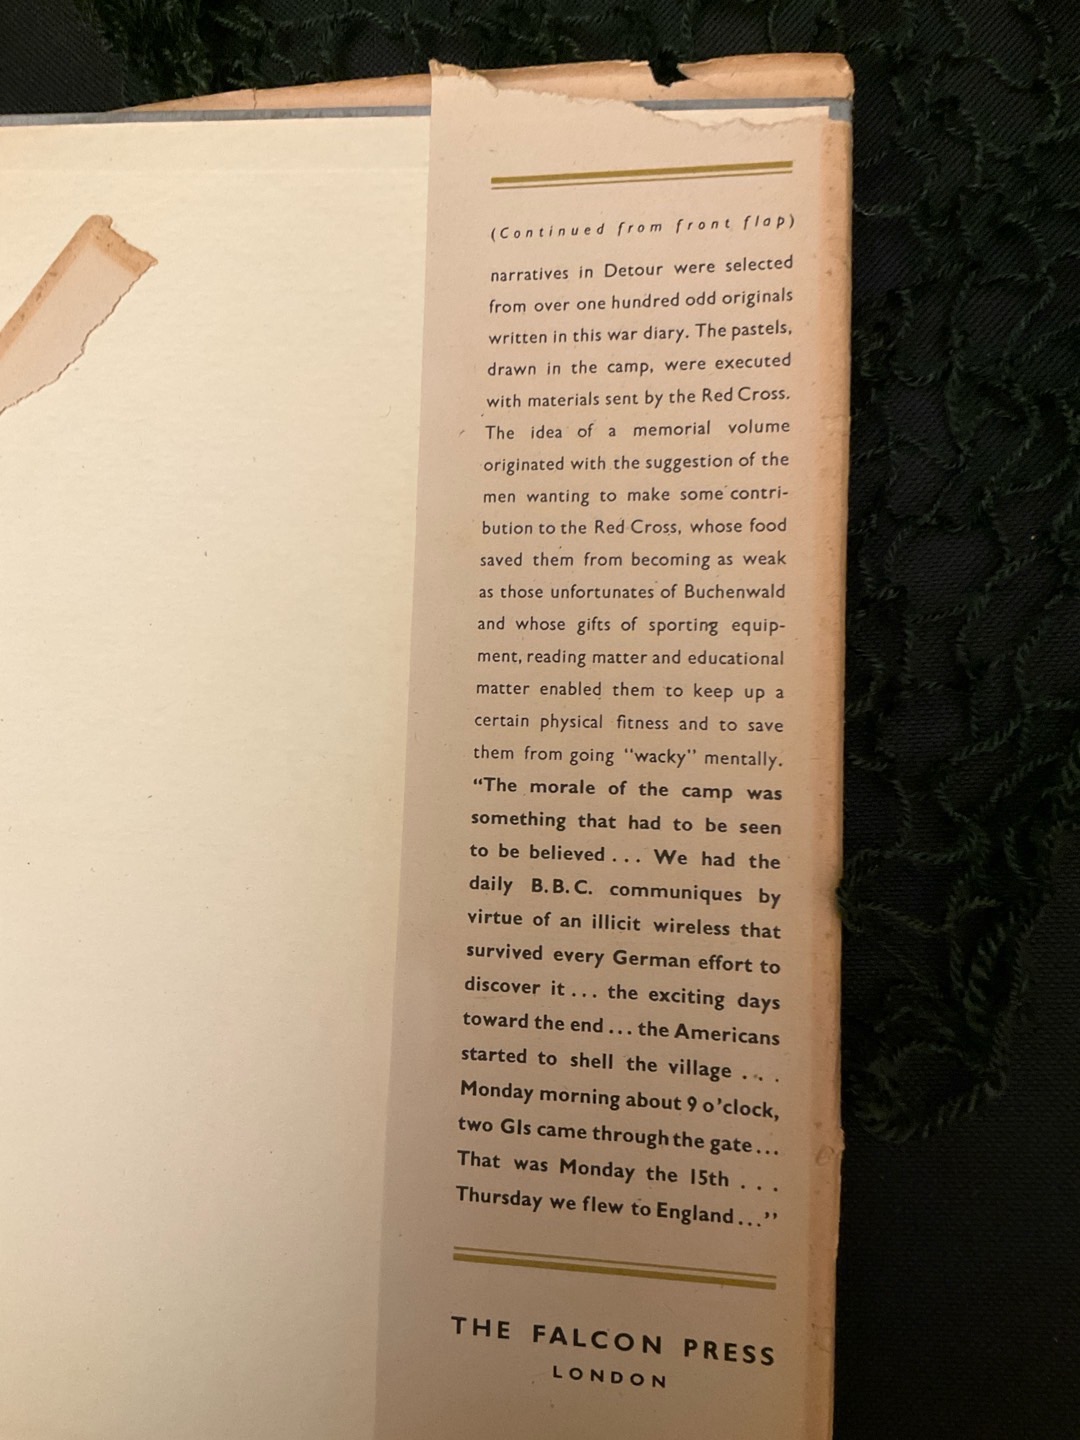 (Continued from front flap)
narratives in Detour were selected
from over one hundred odd originals
written in this war diary. The pastels,
drawn in the camp, were executed
with materials sent by the Red Cross.
The idea of a memorial volume
originated with the suggestion of the
men wanting to make some contri-
bution to the Red Cross, whose food
saved them from becoming as weak
as those unfortunates of Buchenwald
and whose gifts of sporting equip-
ment, reading matter and educational
matter enabled them to keep up a
certain physical fitness and to save
them from going "wacky" mentally.
"The morale of the camp was
something that had to be seen
to be believed ... We had the
daily B.B.C. communiques by
virtue of an illicit wireless that
survived every German effort to
discover it ... the exciting days
toward the end ... the Americans
started to shell the village ...
Monday morning about 9 o'clock,
two GIs came through the gate ...
That was Monday the 15th ...
Thursday we flew to England ..."
THE FALCON PRESS
LONDON